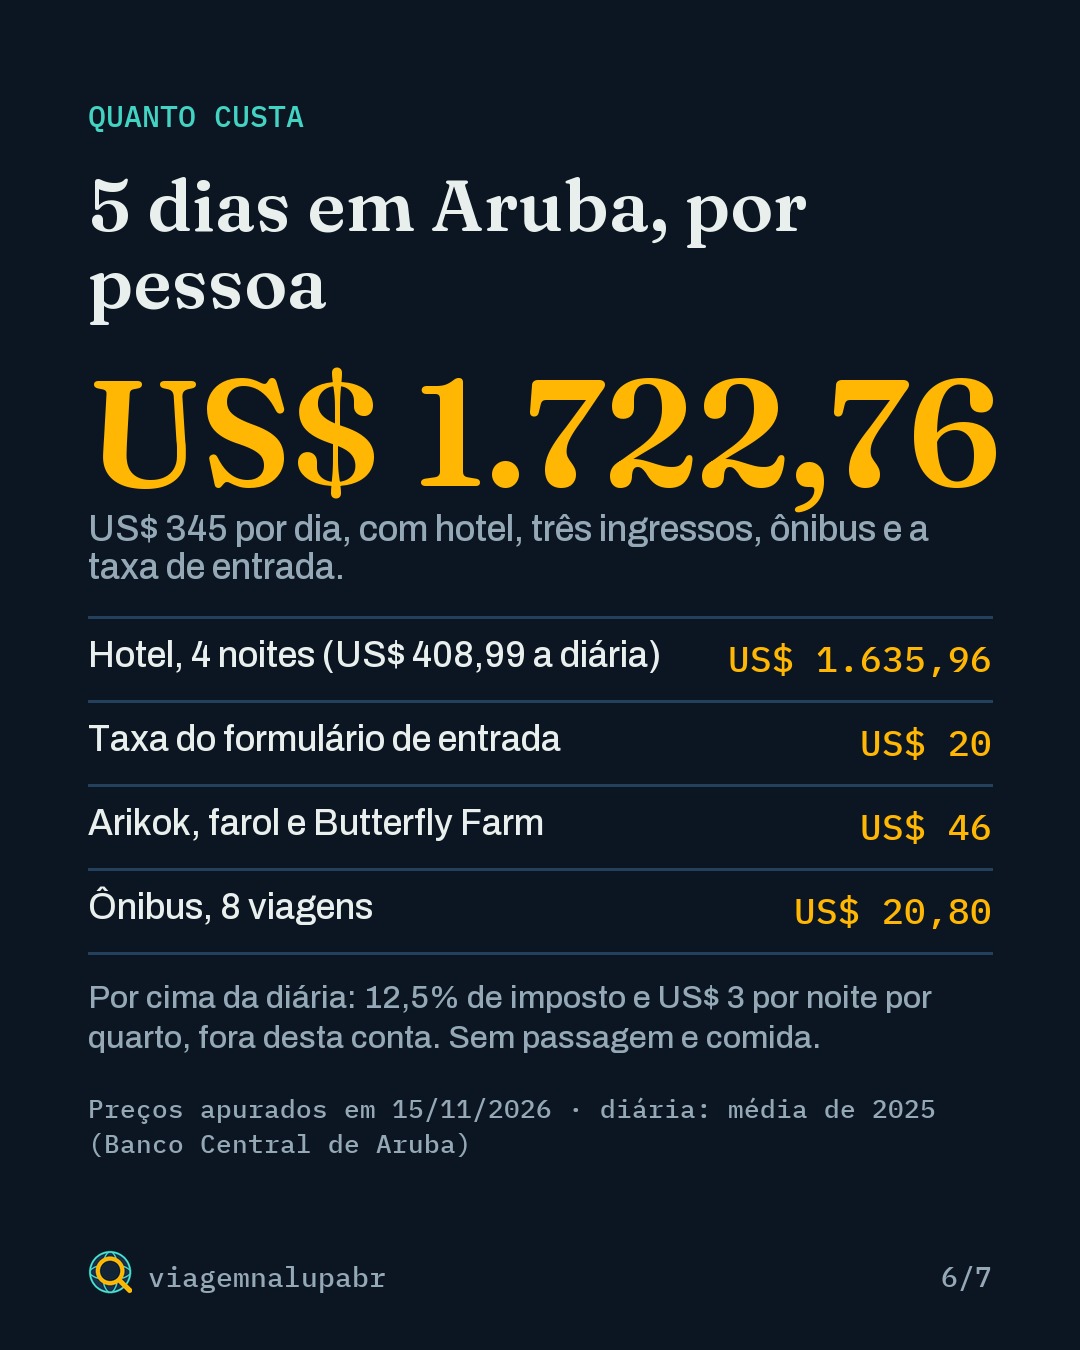 QUANTO CUSTA
5 dias em Aruba, por
pessoa
US$ 1.722,76
US$ 345 por dia, com hotel, três ingressos, ônibus e a
taxa de entrada.
Hotel, 4 noites (US$ 408,99 a diária) US$ 1.635,96
Taxa do formulário de entrada US$ 20
Arikok, farol e Butterfly Farm US$ 46
Ônibus, 8 viagens US$ 20,80
Por cima da diária: 12,5% de imposto e US$ 3 por noite por
quarto, fora desta conta. Sem passagem e comida.
Preços apurados em 15/11/2026 · diária: média de 2025
(Banco Central de Aruba)
viagemnalupabr 6/7